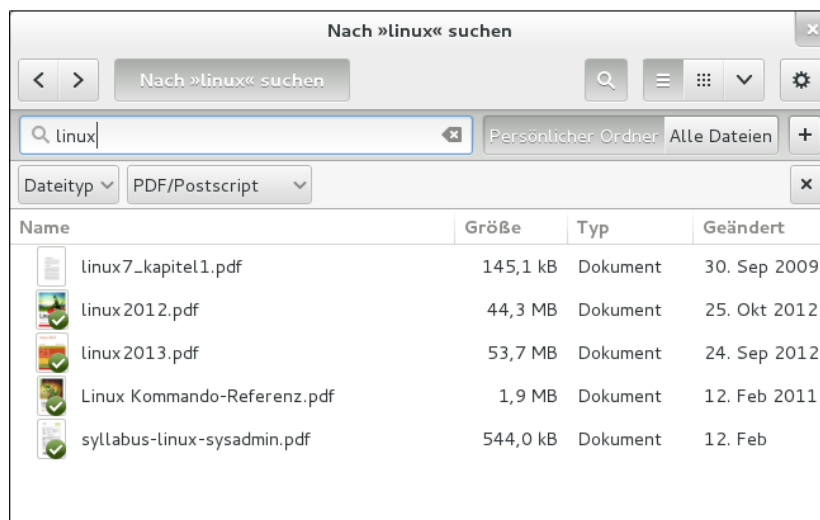 Nach »linux« suchen
Nach »linux« suchen
linux Persönlicher Ordner Alle Dateien +
Dateityp PDF/Postscript
Name Größe Typ Geändert
linux7_kapitel1.pdf 145,1 kB Dokument 30. Sep 2009
linux2012.pdf 44,3 MB Dokument 25. Okt 2012
linux2013.pdf 53,7 MB Dokument 24. Sep 2012
Linux Kommando-Referenz.pdf 1,9 MB Dokument 12. Feb 2011
syllabus-linux-sysadmin.pdf 544,0 kB Dokument 12. Feb